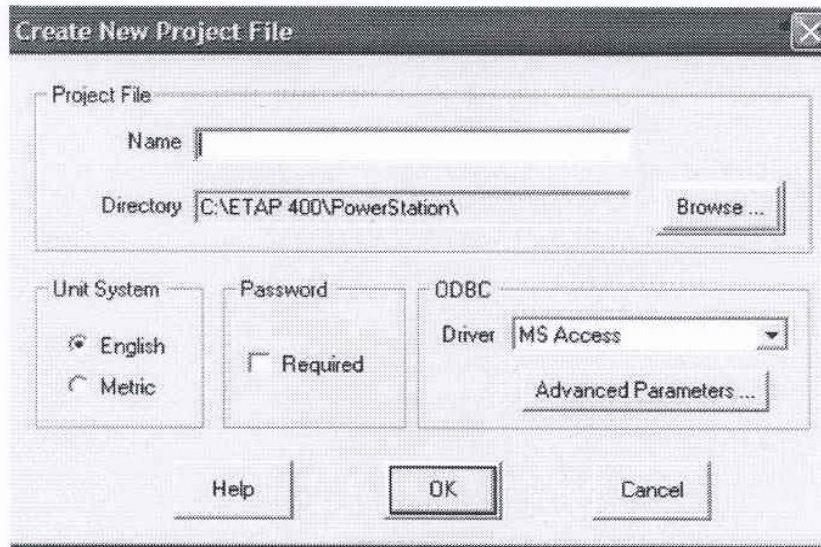 Create New Project File
Project File
Name
Directory C:\ETAP 400\PowerStation\ Browse ...
Unit System Password ODBC
Driver MS Access
English
Required
Metric
Advanced Parameters ...
Help OK Cancel